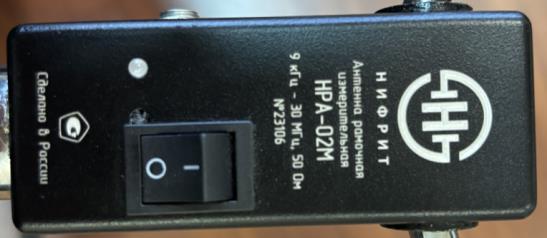 НИФРИТ
Антенна рамочная
измерительная
НРА-02М
9 кГц - 30 МГц, 50 Ом
№23106
O I
Сделано в России